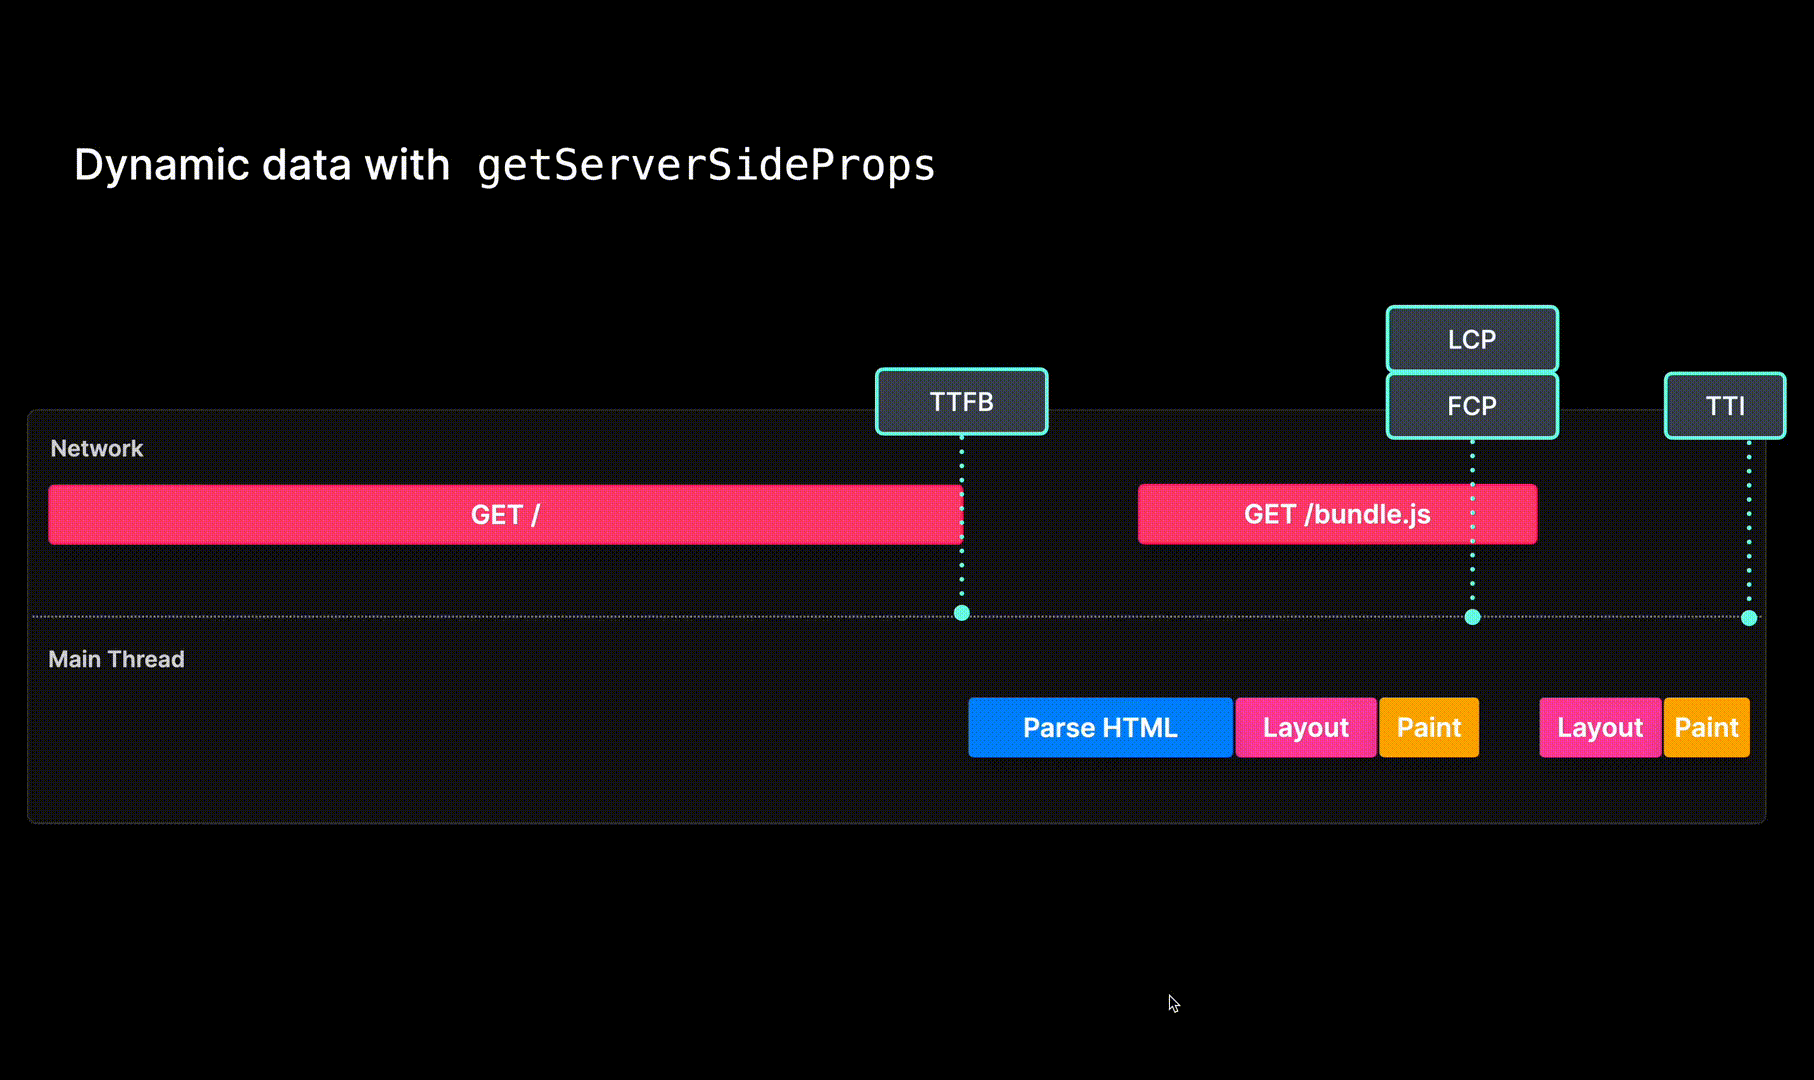 Dynamic data with getServerSideProps
LCP
TTFB
FCP
TTI
Network
GET /
GET /bundle.js
Main Thread
Parse HTML
Layout
Paint
Layout
Paint